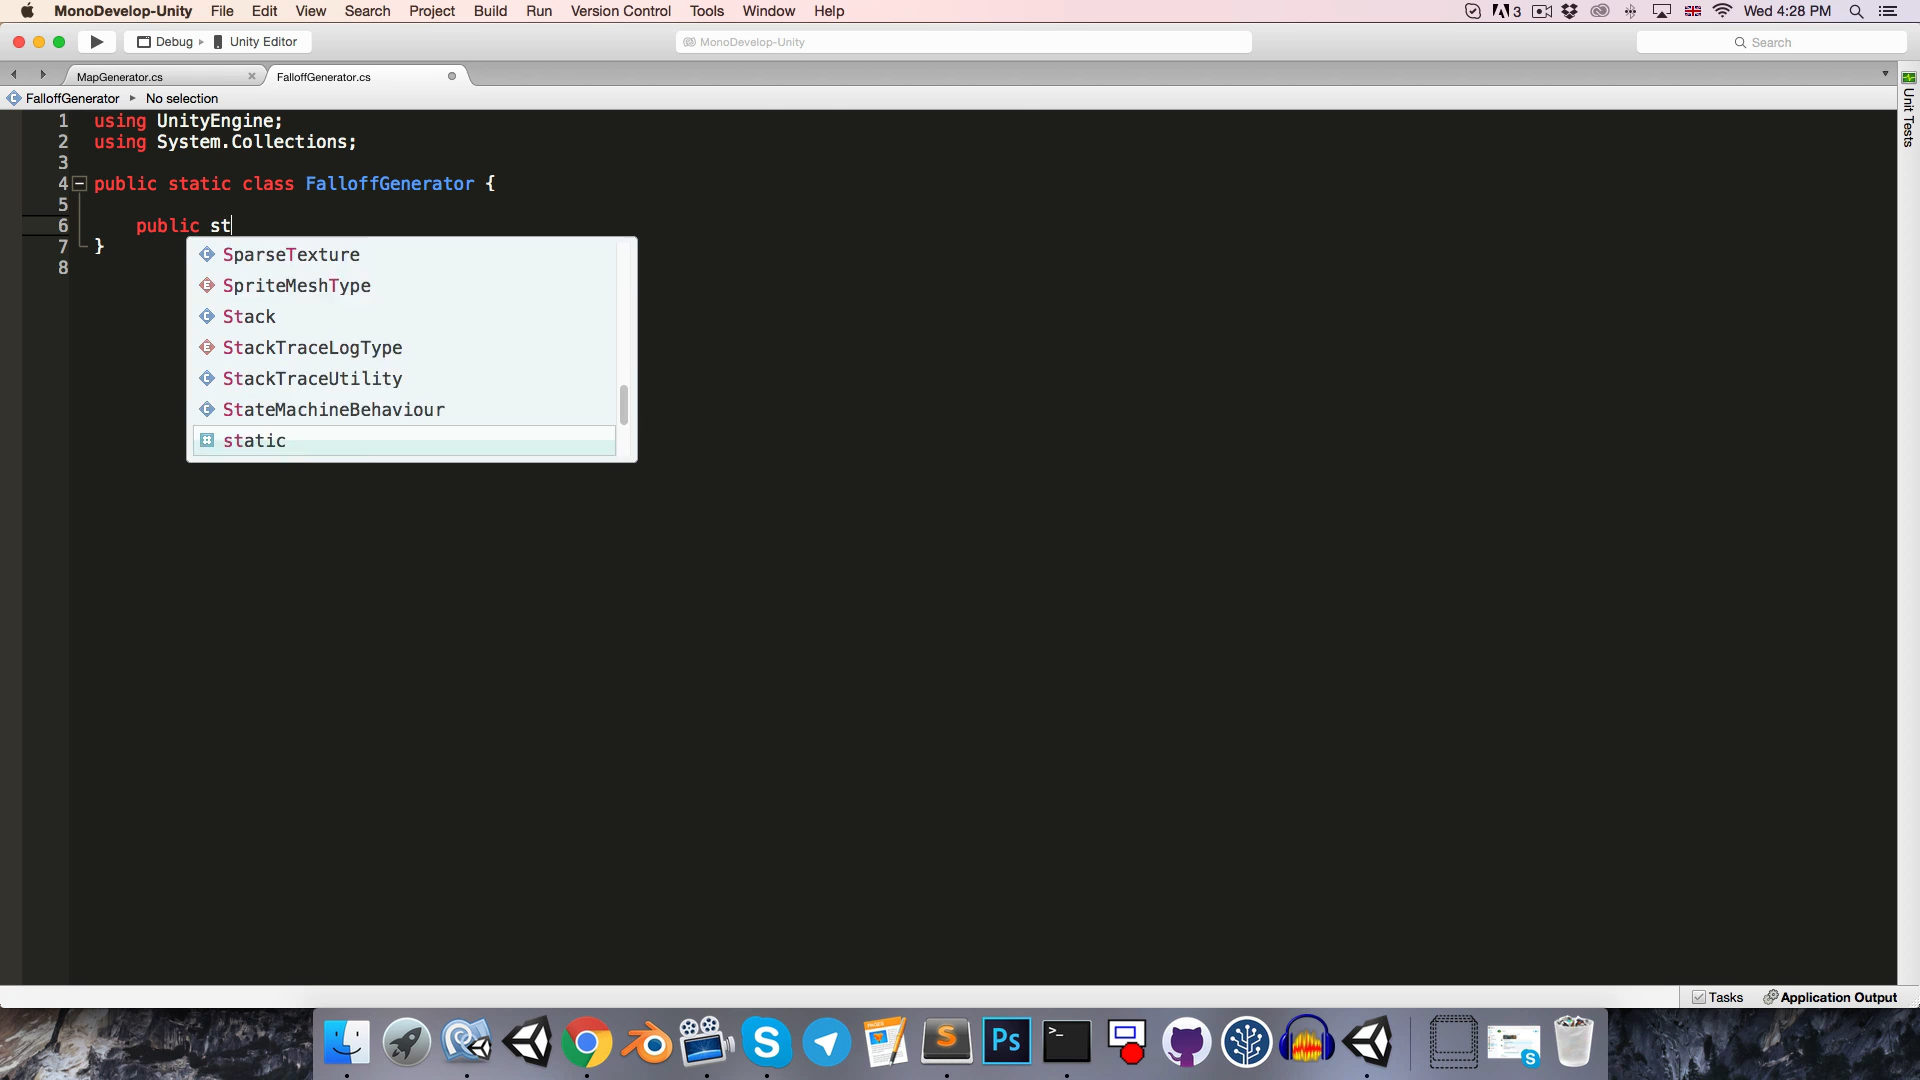 MonoDevelop-Unity File Edit View Search Project Build Run Version Control Tools Window Help 3 Wed 4:28 PM
Debug Unity Editor MonoDevelop-Unity Search
MapGenerator.cs FalloffGenerator.cs
FalloffGenerator No selection
Unit Tests
1 using UnityEngine;
2 using System.Collections;
3
4 public static class FalloffGenerator {
5
6 public st
7 }
8
SparseTexture
SpriteMeshType
Stack
StackTraceLogType
StackTraceUtility
StateMachineBehaviour
static
Tasks Application Output
PAGES
S
Ps
>_
S